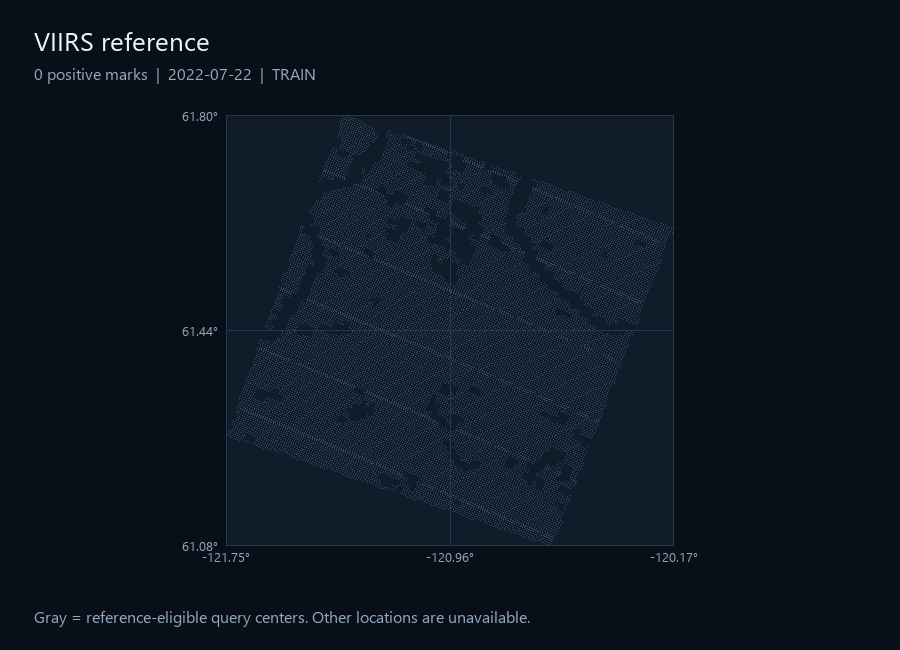 VIIRS reference
0 positive marks | 2022-07-22 | TRAIN
61.80°
61.44°
61.08°
-121.75°
-120.96°
-120.17°
Gray = reference-eligible query centers. Other locations are unavailable.